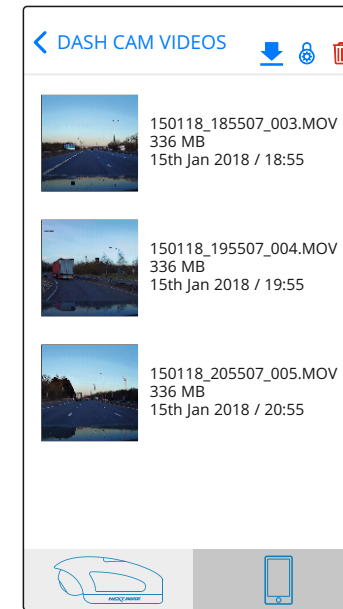 DASH CAM VIDEOS
150118_185507_003.MOV
336 MB
15th Jan 2018 / 18:55
150118_195507_004.MOV
336 MB
15th Jan 2018 / 19:55
150118_205507_005.MOV
336 MB
15th Jan 2018 / 20:55
NEXTBASE